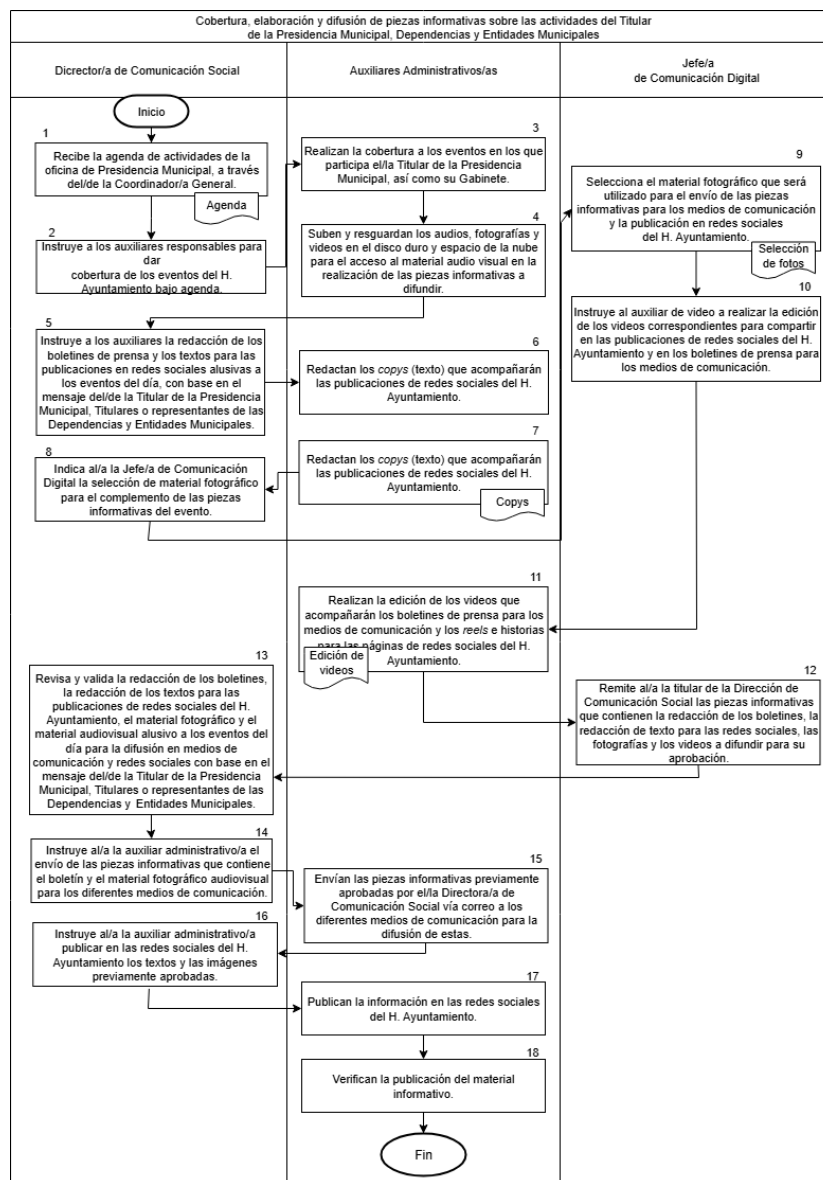 Cobertura, elaboración y difusión de piezas informativas sobre las actividades del Titular
de la Presidencia Municipal, Dependencias y Entidades Municipales
Dicrector/a de Comunicación Social
Auxiliares Administrativos/as
Jefe/a
de Comunicación Digital
Inicio
1
Recibe la agenda de actividades de la
oficina de Presidencia Municipal, a través
del/de la Coordinador/a General.
Agenda
2
Instruye a los auxiliares responsables para
dar
cobertura de los eventos del H.
Ayuntamiento bajo agenda.
3
Realizan la cobertura a los eventos en los que
participa el/la Titular de la Presidencia
Municipal, así como su Gabinete.
4
Suben y resguardan los audios, fotografías y
videos en el disco duro y espacio de la nube
para el acceso al material audio visual en la
realización de las piezas informativas a
difundir.
5
Instruye a los auxiliares la redacción de los
boletines de prensa y los textos para las
publicaciones en redes sociales alusivas a
los eventos del día, con base en el
mensaje del/de la Titular de la Presidencia
Municipal, Titulares o representantes de las
Dependencias y Entidades Municipales.
6
Redactan los copys (texto) que acompañarán
las publicaciones de redes sociales del H.
Ayuntamiento.
7
Redactan los copys (texto) que acompañarán
las publicaciones de redes sociales del H.
Ayuntamiento.
Copys
8
Indica al/a la Jefe/a de Comunicación
Digital la selección de material fotográfico
para el complemento de las piezas
informativas del evento.
9
Selecciona el material fotográfico que será
utilizado para el envío de las piezas
informativas para los medios de comunicación
y la publicación en redes sociales
del H. Ayuntamiento.
Selección
de fotos
10
Instruye al auxiliar de video a realizar la edición
de los videos correspondientes para compartir
en las publicaciones de redes sociales del H.
Ayuntamiento y en los boletines de prensa para
los medios de comunicación.
11
Realizan la edición de los videos que
acompañarán los boletines de prensa para los
medios de comunicación y los reels e historias
para las páginas de redes sociales del H.
Ayuntamiento.
Edición de
videos
12
Remite al/a la titular de la Dirección de
Comunicación Social las piezas informativas
que contienen la redacción de los boletines, la
redacción de texto para las redes sociales, las
fotografías y los videos a difundir para su
aprobación.
13
Revisa y valida la redacción de los boletines,
la redacción de los textos para las
publicaciones de redes sociales del H.
Ayuntamiento, el material fotográfico y el
material audiovisual alusivo a los eventos del
día para la difusión en medios de
comunicación y redes sociales con base en el
mensaje del/de la Titular de la Presidencia
Municipal, Titulares o representantes de las
Dependencias y Entidades Municipales.
14
Instruye al/a la auxiliar administrativo/a el
envío de las piezas informativas que contiene
el boletín y el material fotográfico audiovisual
para los diferentes medios de comunicación.
15
Envían las piezas informativas previamente
aprobadas por el/la Directora/a de
Comunicación Social vía correo a los
diferentes medios de comunicación para la
difusión de estas.
16
Instruye al/a la auxiliar administrativo/a
publicar en las redes sociales del H.
Ayuntamiento los textos y las imágenes
previamente aprobadas.
17
Publican la información en las redes sociales
del H. Ayuntamiento.
18
Verifican la publicación del material
informativo.
Fin